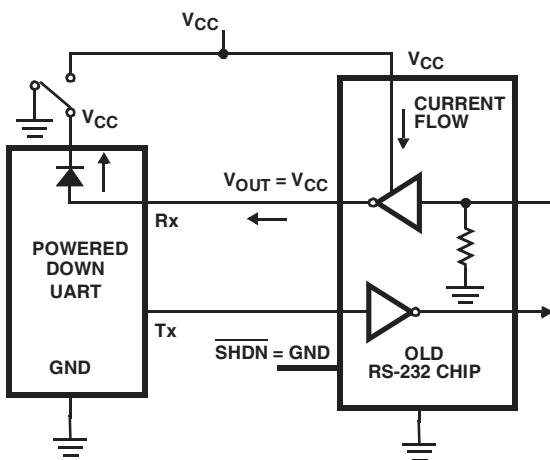 VCC
VCC
VCC
CURRENT
FLOW
VOUT = VCC
Rx
POWERED
DOWN
UART
Tx
SHDN = GND
GND
OLD
RS-232 CHIP